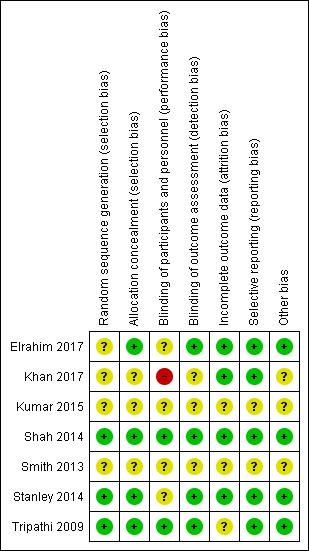 Random sequence generation (selection bias)
Allocation concealment (selection bias)
Blinding of participants and personnel (performance bias)
Blinding of outcome assessment (detection bias)
Incomplete outcome data (attrition bias)
Selective reporting (reporting bias)
Other bias
Elrahim 2017 ? + ? + + + +
Khan 2017 ? ? - ? + + ?
Kumar 2015 ? ? ? ? ? ? ?
Shah 2014 + + + + + + +
Smith 2013 ? ? ? ? ? ? ?
Stanley 2014 + + ? + + + +
Tripathi 2009 + + + + ? + +